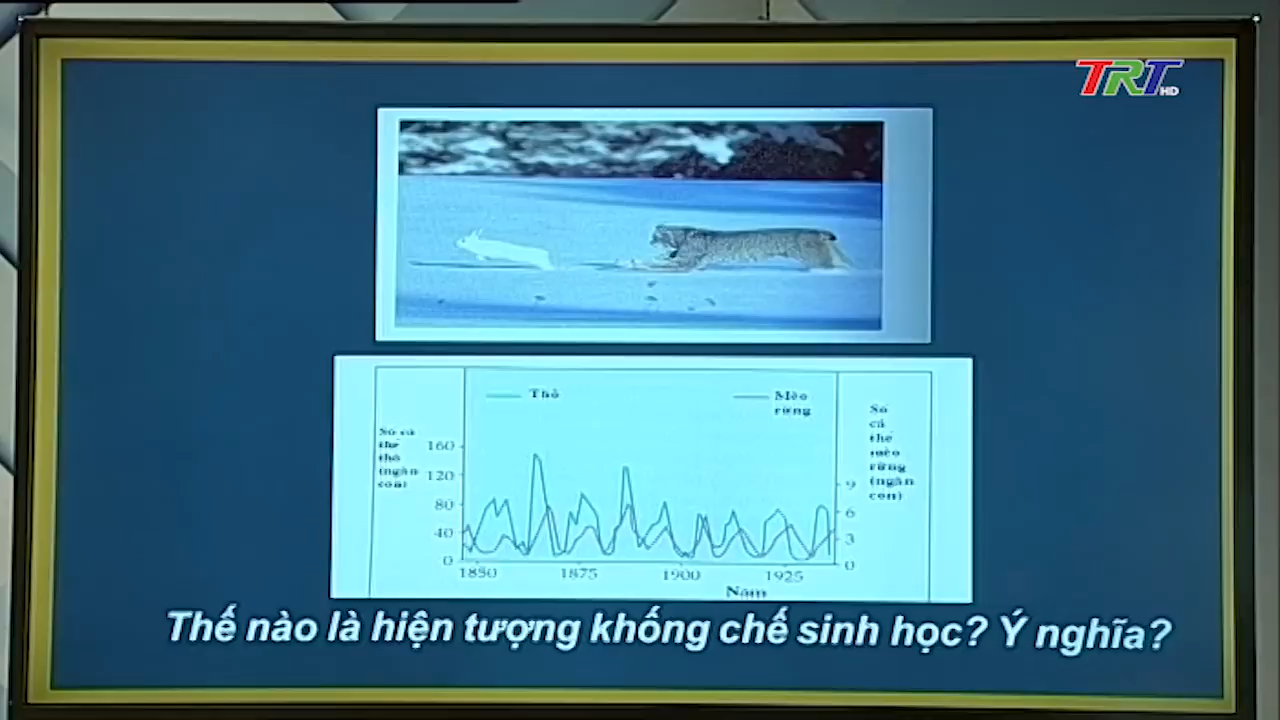 TRT HD
Thỏ
Mèo
rừng
Số cá
thể
thỏ
(ngàn
con)
160
120
80
40
0
Số
cá
thể
mèo
rừng
(ngàn
con)
9
6
3
0
1850
1875
1900
1925
Năm
Thế nào là hiện tượng khống chế sinh học? Ý nghĩa?